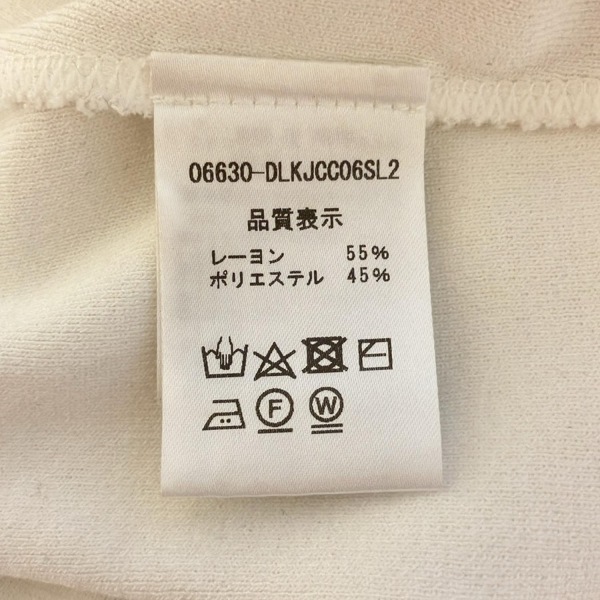 06630-DLKJCC06SL2
品質表示
レーヨン 55%
ポリエステル 45%
F W